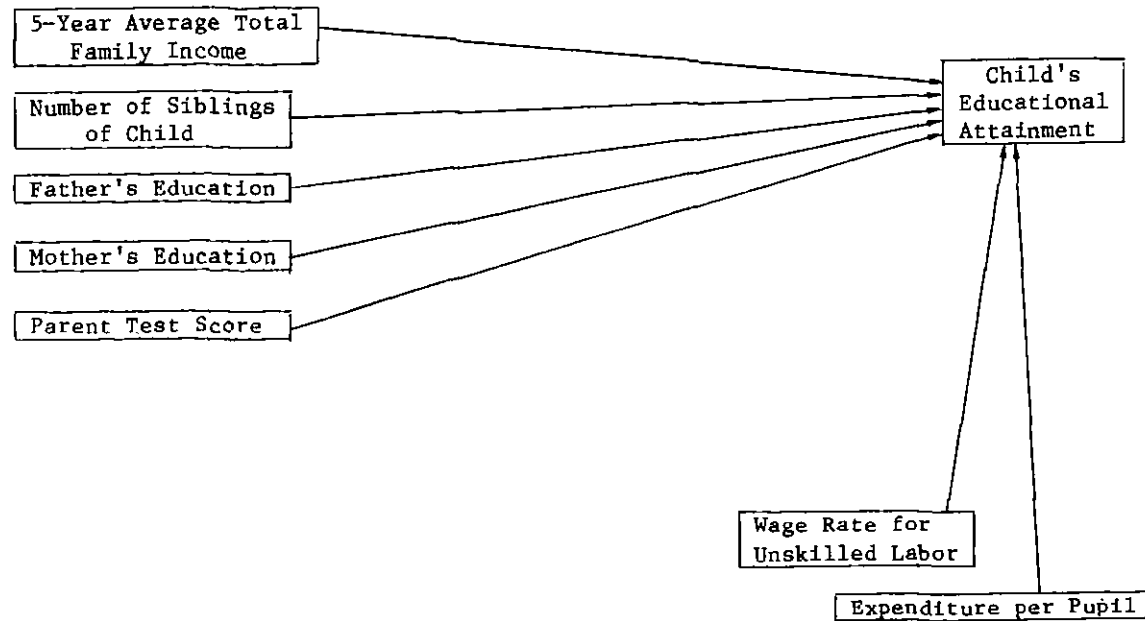 5-Year Average Total
Family Income
Number of Siblings
of Child
Father's Education
Mother's Education
Parent Test Score
Child's
Educational
Attainment
Wage Rate for
Unskilled Labor
Expenditure per Pupil